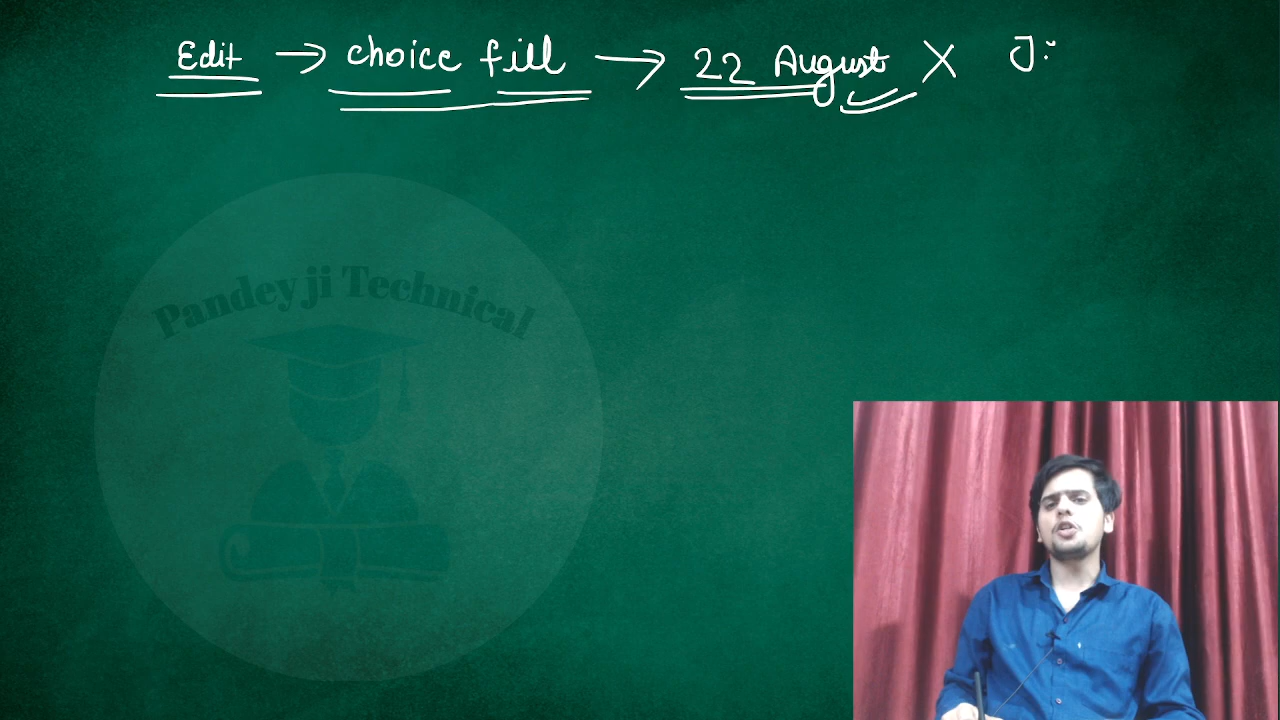 Edit → choice fill → 22 August X
Pandey ji Technical